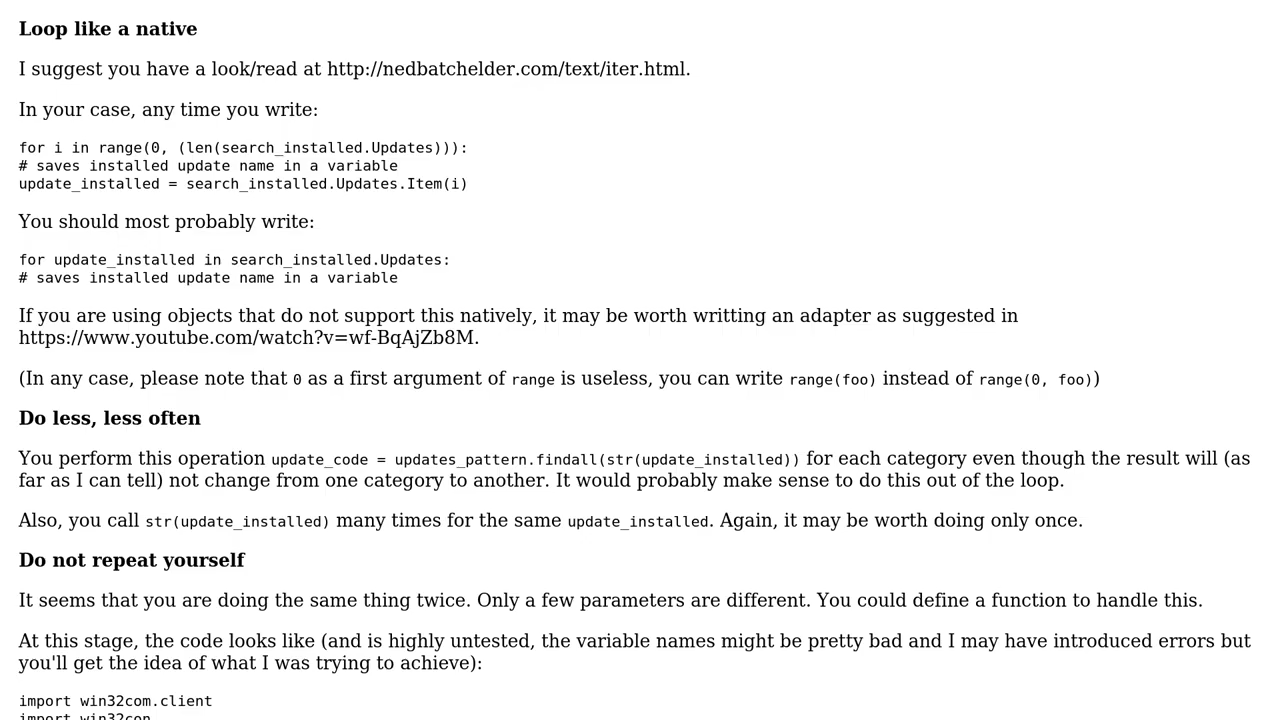 Loop like a native
I suggest you have a look/read at http://nedbatchelder.com/text/iter.html.
In your case, any time you write:
for i in range(0, (len(search_installed.Updates))):
# saves installed update name in a variable
update_installed = search_installed.Updates.Item(i)
You should most probably write:
for update_installed in search_installed.Updates:
# saves installed update name in a variable
If you are using objects that do not support this natively, it may be worth writting an adapter as suggested in
https://www.youtube.com/watch?v=wf-BqAjZb8M.
(In any case, please note that 0 as a first argument of range is useless, you can write range(foo) instead of range(0, foo))
Do less, less often
You perform this operation update_code = updates_pattern.findall(str(update_installed)) for each category even though the result will (as
far as I can tell) not change from one category to another. It would probably make sense to do this out of the loop.
Also, you call str(update_installed) many times for the same update_installed. Again, it may be worth doing only once.
Do not repeat yourself
It seems that you are doing the same thing twice. Only a few parameters are different. You could define a function to handle this.
At this stage, the code looks like (and is highly untested, the variable names might be pretty bad and I may have introduced errors but
you'll get the idea of what I was trying to achieve):
import win32com.client
import win32con